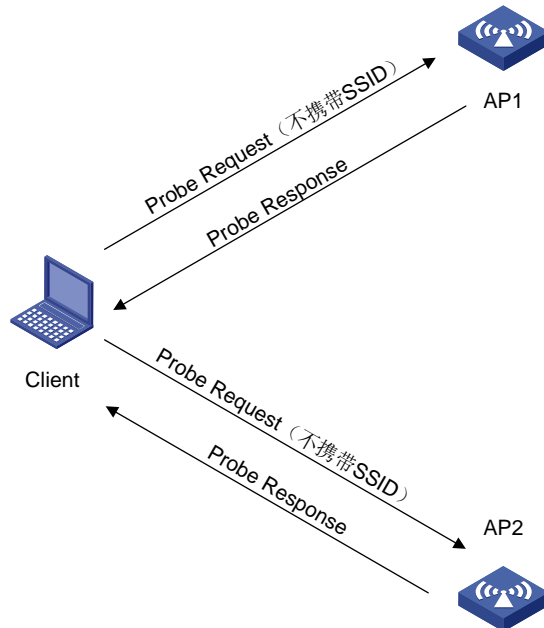 AP1
Probe Request（不携带SSID）
Probe Response
Client
Probe Request（不携带SSID）
Probe Response
AP2